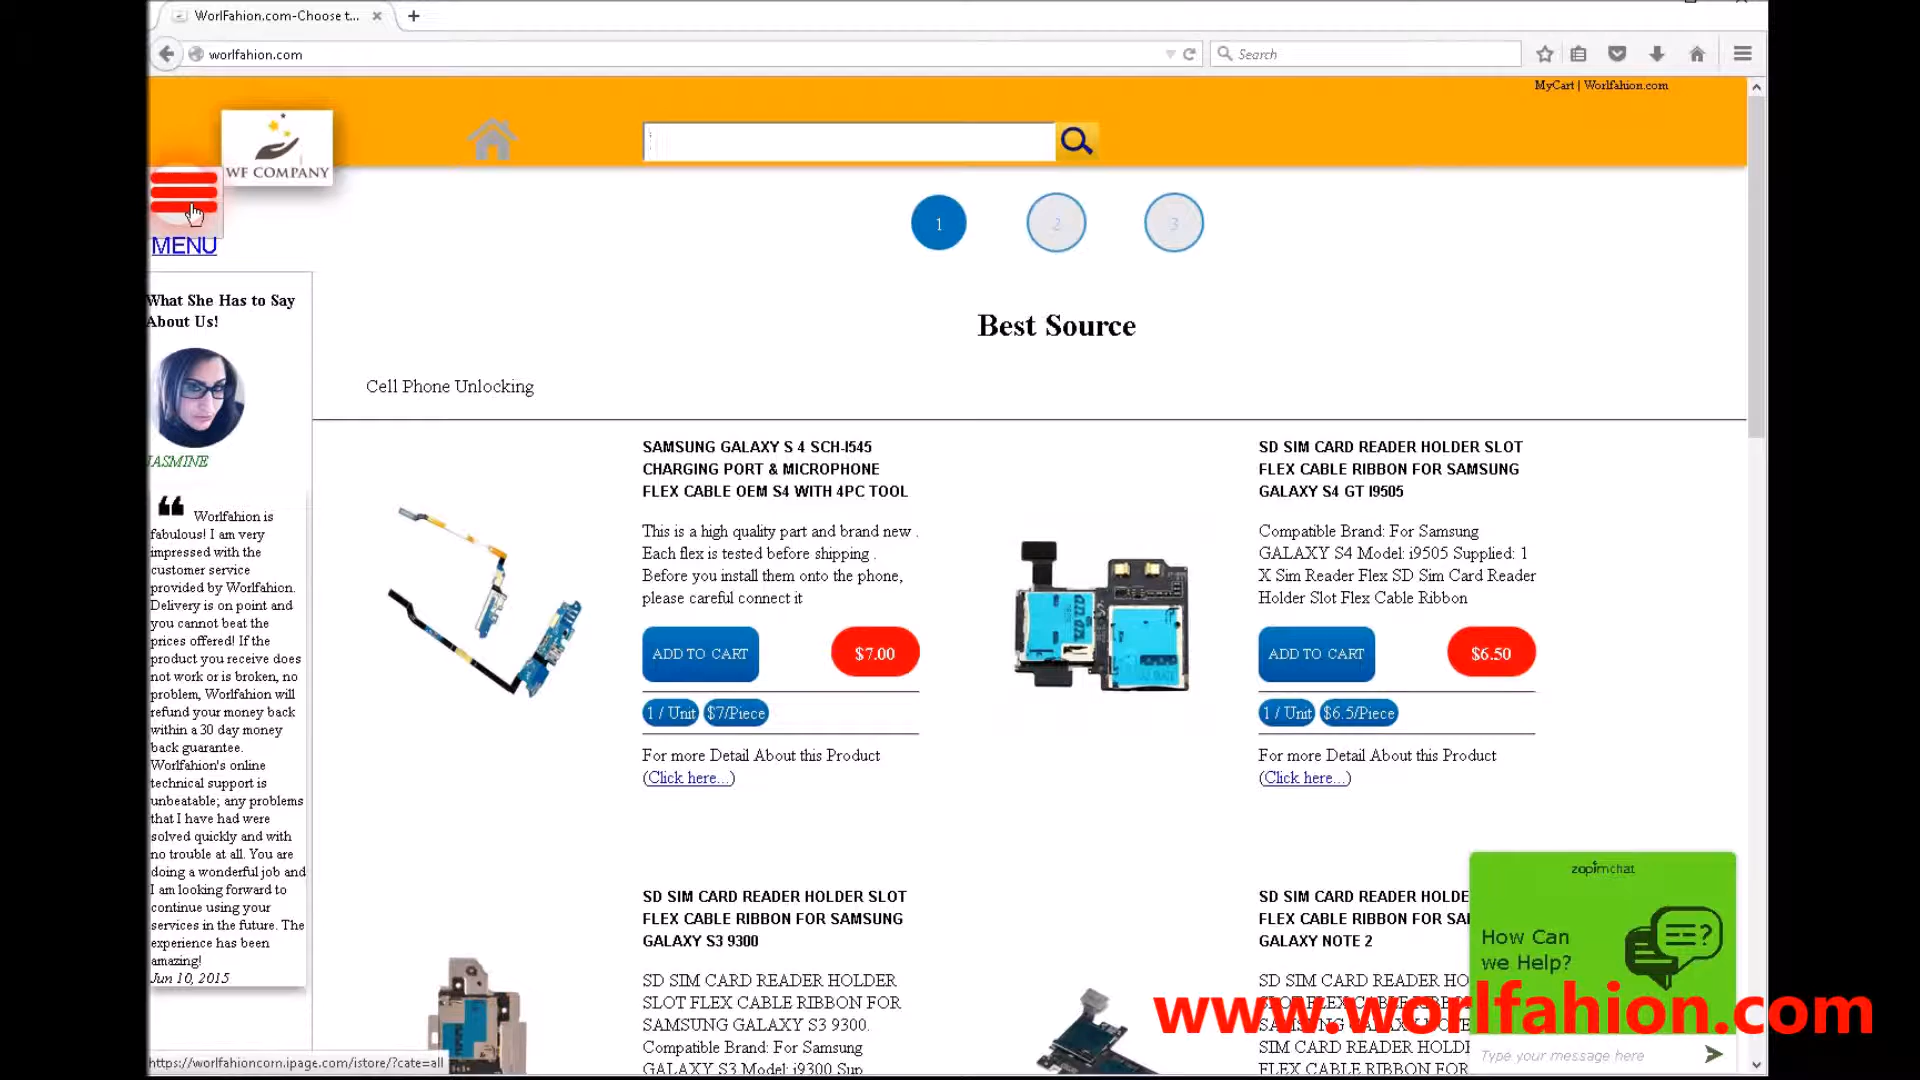 WorlFahion.com-Choose t...
worlfahion.com
Search
MyCart | Worlfahion.com
WF COMPANY
MENU
1
2
3
What She Has to Say
About Us!
JASMINE
Worlfahion is
fabulous! I am very
impressed with the
customer service
provided by Worlfahion.
Delivery is on point and
you cannot beat the
prices offered! If the
product you receive does
not work or is broken, no
problem, Worlfahion will
refund your money back
within a 30 day money
back guarantee.
Worlfahion's online
technical support is
unbeatable; any problems
that I have had were
solved quickly and with
no trouble at all. You are
doing a wonderful job and
I am looking forward to
continue using your
services in the future. The
experience has been
amazing!
Jun 10, 2015
Best Source
Cell Phone Unlocking
SAMSUNG GALAXY S 4 SCH-I545
CHARGING PORT & MICROPHONE
FLEX CABLE OEM S4 WITH 4PC TOOL
This is a high quality part and brand new .
Each flex is tested before shipping .
Before you install them onto the phone,
please careful connect it
ADD TO CART
$7.00
1 / Unit $7/Piece
For more Detail About this Product
(Click here...)
SD SIM CARD READER HOLDER SLOT
FLEX CABLE RIBBON FOR SAMSUNG
GALAXY S4 GT I9505
Compatible Brand: For Samsung
GALAXY S4 Model: i9505 Supplied: 1
X Sim Reader Flex SD Sim Card Reader
Holder Slot Flex Cable Ribbon
ADD TO CART
$6.50
1 / Unit $6.5/Piece
For more Detail About this Product
(Click here...)
SD SIM CARD READER HOLDER SLOT
FLEX CABLE RIBBON FOR SAMSUNG
GALAXY S3 9300
SD SIM CARD READER HOLDER
SLOT FLEX CABLE RIBBON FOR
SAMSUNG GALAXY S3 9300.
Compatible Brand: For Samsung
GALAXY S3 Model: i9300 Sup
SD SIM CARD READER HOLDE
FLEX CABLE RIBBON FOR SA
GALAXY NOTE 2
SD SIM CARD READER HO
SIM CARD READER HOLD
FLEX CABLE RIBBON FOR
zopim chat
How Can
we Help?
Type your message here
www.worlfahion.com
https://worlfahioncorn.ipage.com/istore/?cate=all